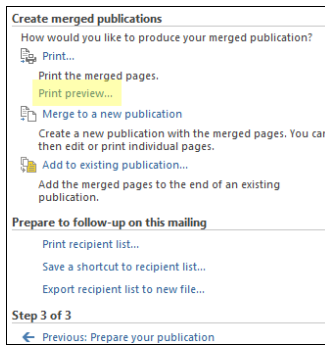 Create merged publications
How would you like to produce your merged publication?
Print...
Print the merged pages.
Print preview...
Merge to a new publication
Create a new publication with the merged pages. You can
then edit or print individual pages.
Add to existing publication...
Add the merged pages to the end of an existing
publication.
Prepare to follow-up on this mailing
Print recipient list...
Save a shortcut to recipient list...
Export recipient list to new file...
Step 3 of 3
Previous: Prepare your publication